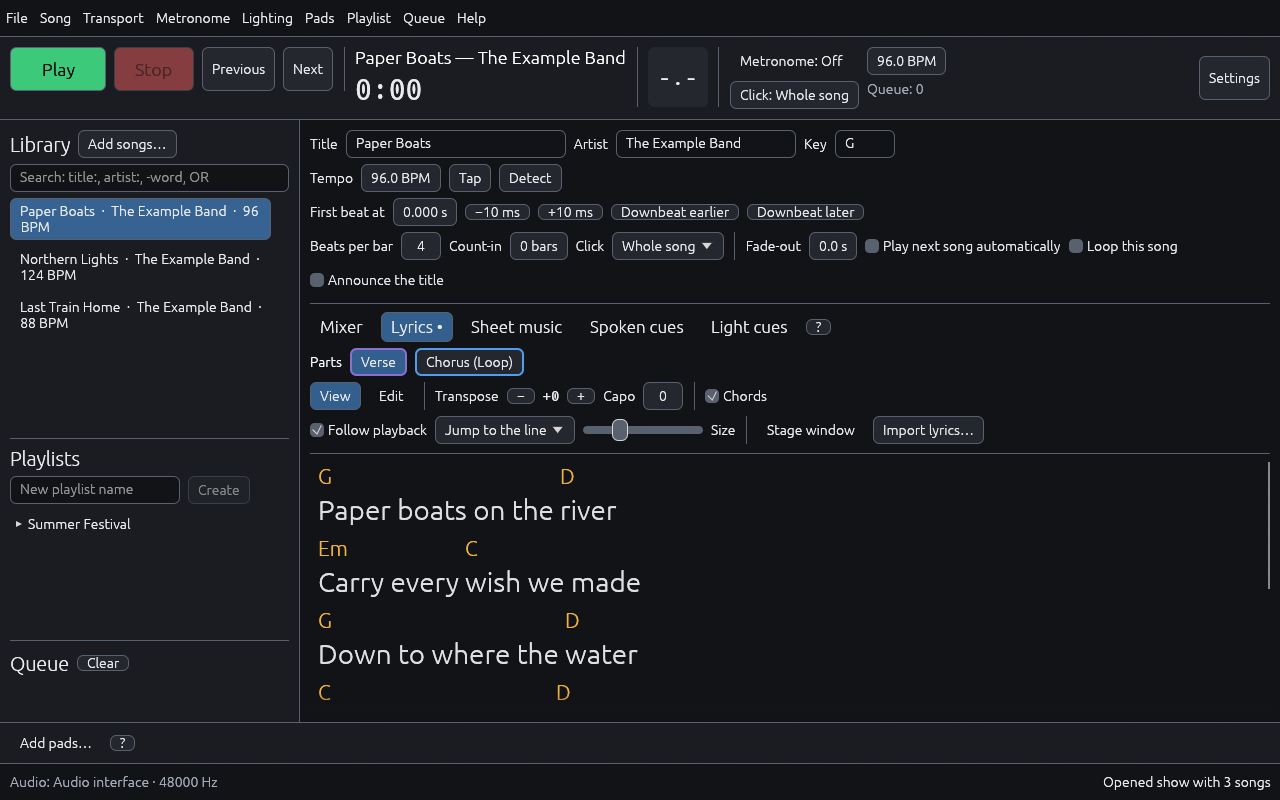 File Song Transport Metronome Lighting Pads Playlist Queue Help
Play Stop Previous Next
Paper Boats — The Example Band
0:00
-.-
Metronome: Off
96.0 BPM
Click: Whole song
Queue: 0
Settings
Library Add songs…
Search: title:, artist:, -word, OR
Paper Boats · The Example Band · 96
BPM
Northern Lights · The Example Band ·
124 BPM
Last Train Home · The Example Band ·
88 BPM
Playlists
New playlist name Create
Summer Festival
Queue Clear
Title Paper Boats Artist The Example Band Key G
Tempo 96.0 BPM Tap Detect
First beat at 0.000 s −10 ms +10 ms Downbeat earlier Downbeat later
Beats per bar 4 Count-in 0 bars Click Whole song Fade-out 0.0 s Play next song automatically Loop this song
Announce the title
Mixer Lyrics • Sheet music Spoken cues Light cues ?
Parts Verse Chorus (Loop)
View Edit Transpose − +0 + Capo 0 Chords
Follow playback Jump to the line Size Stage window Import lyrics…
G D
Paper boats on the river
Em C
Carry every wish we made
G D
Down to where the water
C D
Add pads… ?
Audio: Audio interface · 48000 Hz
Opened show with 3 songs